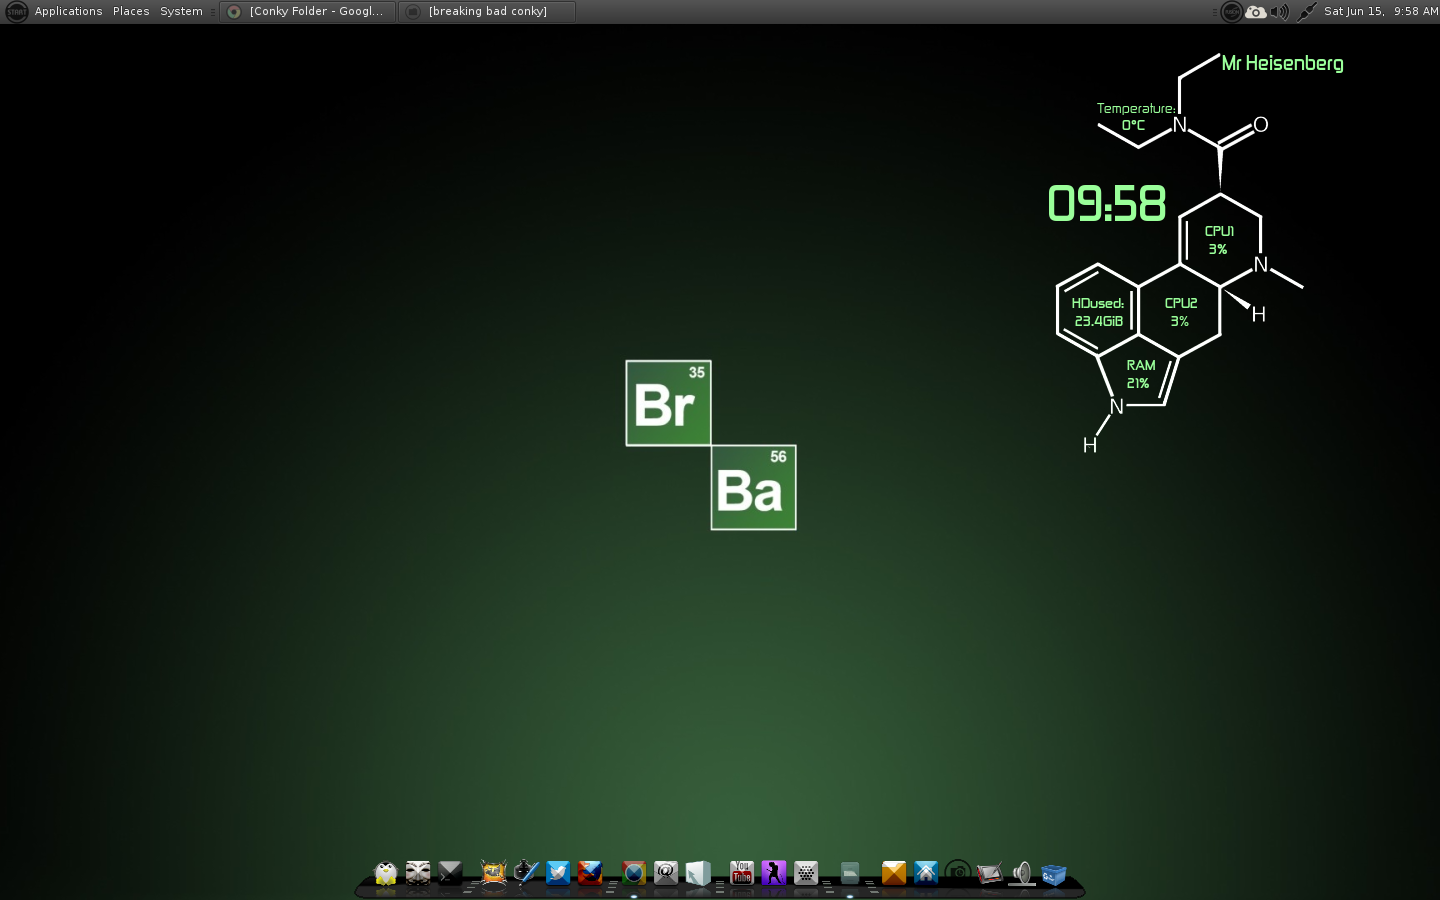 START Applications Places System [Conky Folder - Googl... [breaking bad conky] Sat Jun 15, 9:58 AM
Mr Heisenberg
Temperature:
0°C
N
O
09:58
CPU1
3%
N
HDused:
23.4GiB
CPU2
3%
H
RAM
21%
N
H
35
Br
56
Ba
You
Tube